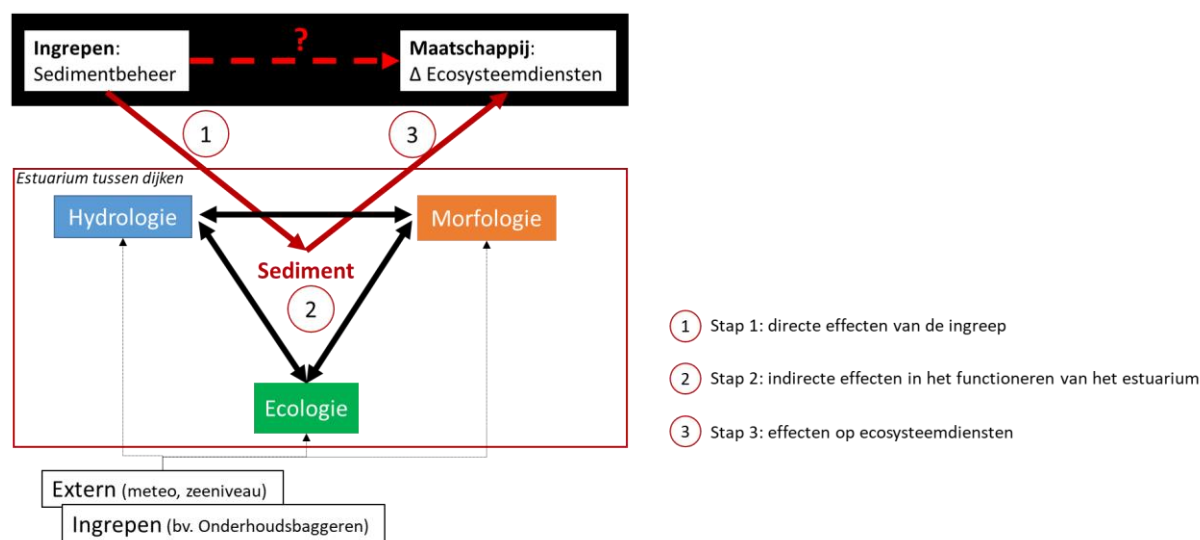 Ingrepen:
Sedimentbeheer
?
Maatschappij:
Δ Ecosysteemdiensten
1
3
Estuarium tussen dijken
Hydrologie
Morfologie
Sediment
2
Ecologie
Extern (meteo, zeeniveau)
Ingrepen (bv. Onderhoudsbaggeren)
1 Stap 1: directe effecten van de ingreep
2 Stap 2: indirecte effecten in het functioneren van het estuarium
3 Stap 3: effecten op ecosysteemdiensten